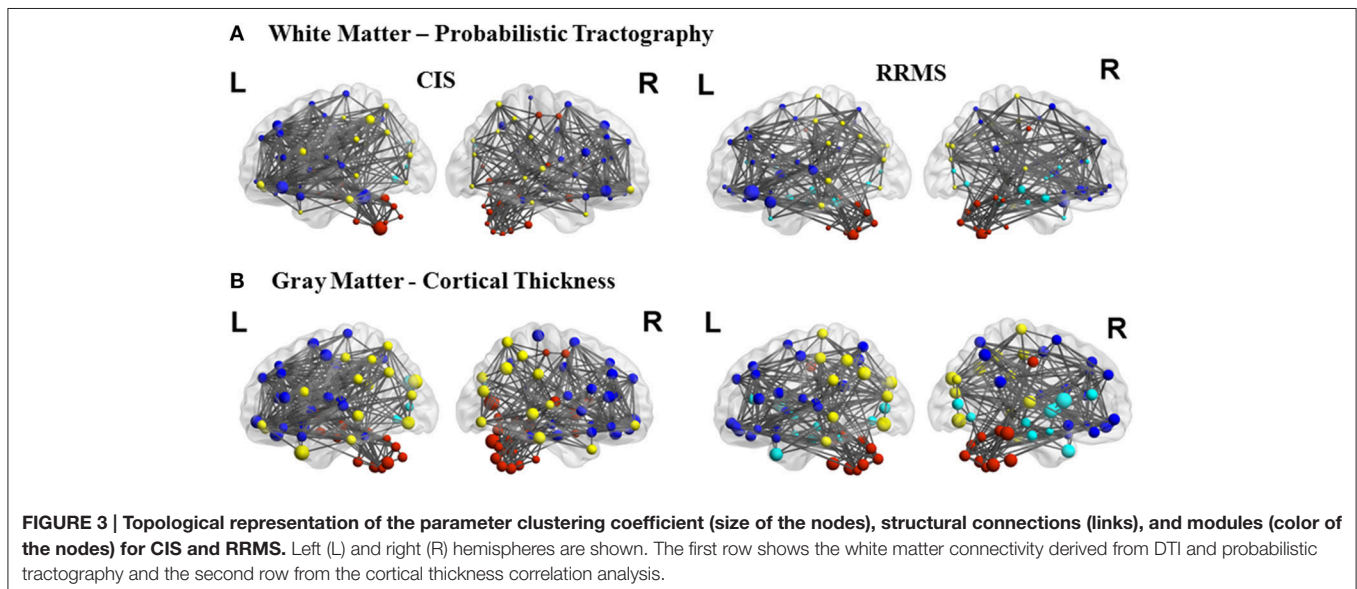 A White Matter – Probabilistic Tractography
L CIS R L RRMS R
B Gray Matter - Cortical Thickness
L R L R
FIGURE 3 | Topological representation of the parameter clustering coefficient (size of the nodes), structural connections (links), and modules (color of
the nodes) for CIS and RRMS. Left (L) and right (R) hemispheres are shown. The first row shows the white matter connectivity derived from DTI and probabilistic
tractography and the second row from the cortical thickness correlation analysis.